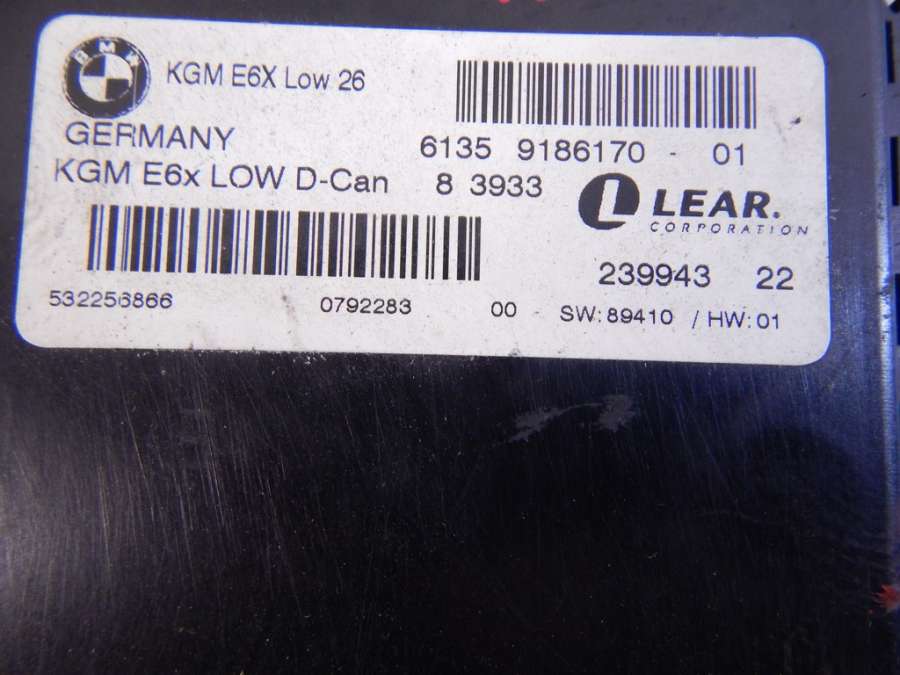 BMW
KGM E6X Low 26
GERMANY 6135 9186170 - 01
KGM E6x LOW D-Can 8 3933
L LEAR.
CORPORATION
239943 22
532256866 0792283 00 SW:89410 / HW:01